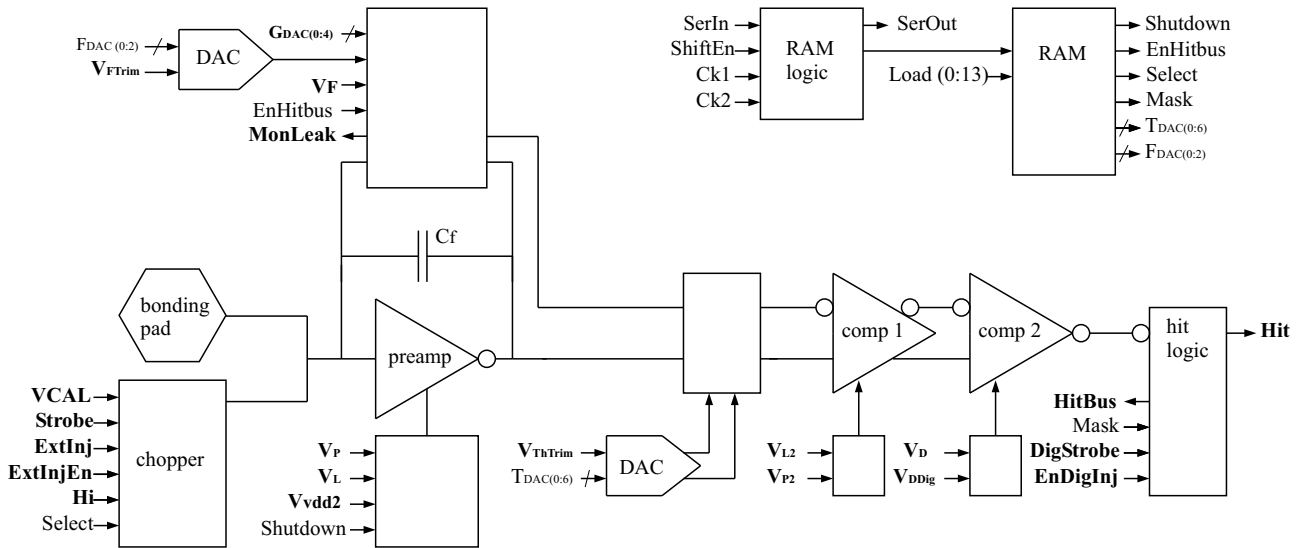 FDAC (0:2)
VFTrim
DAC
GDAC(0:4)
VF
EnHitbus
MonLeak
SerIn
ShiftEn
Ck1
Ck2
RAM
logic
SerOut
Load (0:13)
RAM
Shutdown
EnHitbus
Select
Mask
TDAC(0:6)
FDAC(0:2)
Cf
bonding
pad
preamp
comp 1
comp 2
hit
logic
Hit
VCAL
Strobe
ExtInj
ExtInjEn
Hi
Select
chopper
VP
VL
Vvdd2
Shutdown
VThTrim
TDAC(0:6)
DAC
VL2
VP2
VD
VDDig
HitBus
Mask
DigStrobe
EnDigInj